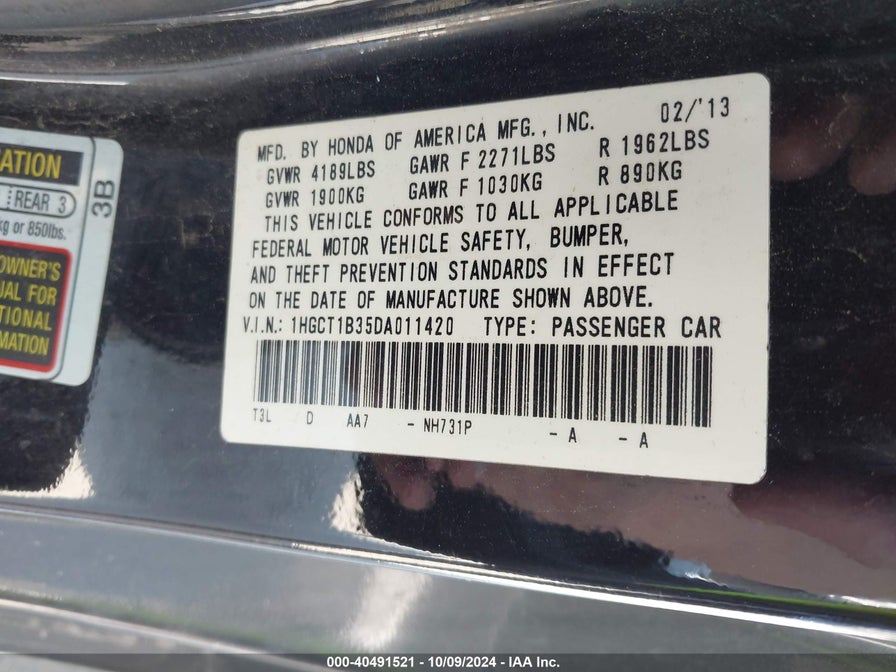 ATION
REAR 3
kg or 850lbs.
OWNER'S
UAL FOR
TIONAL
MATION
3B
02/'13
MFD. BY HONDA OF AMERICA MFG., INC.
GVWR 4189LBS GAWR F 2271LBS R 1962LBS
GVWR 1900KG GAWR F 1030KG R 890KG
THIS VEHICLE CONFORMS TO ALL APPLICABLE
FEDERAL MOTOR VEHICLE SAFETY, BUMPER,
AND THEFT PREVENTION STANDARDS IN EFFECT
ON THE DATE OF MANUFACTURE SHOWN ABOVE.
V.I.N.: 1HGCT1B35DA011420 TYPE: PASSENGER CAR
T3L D AA7 - NH731P - A - A
000-40491521 - 10/09/2024 - IAA Inc.